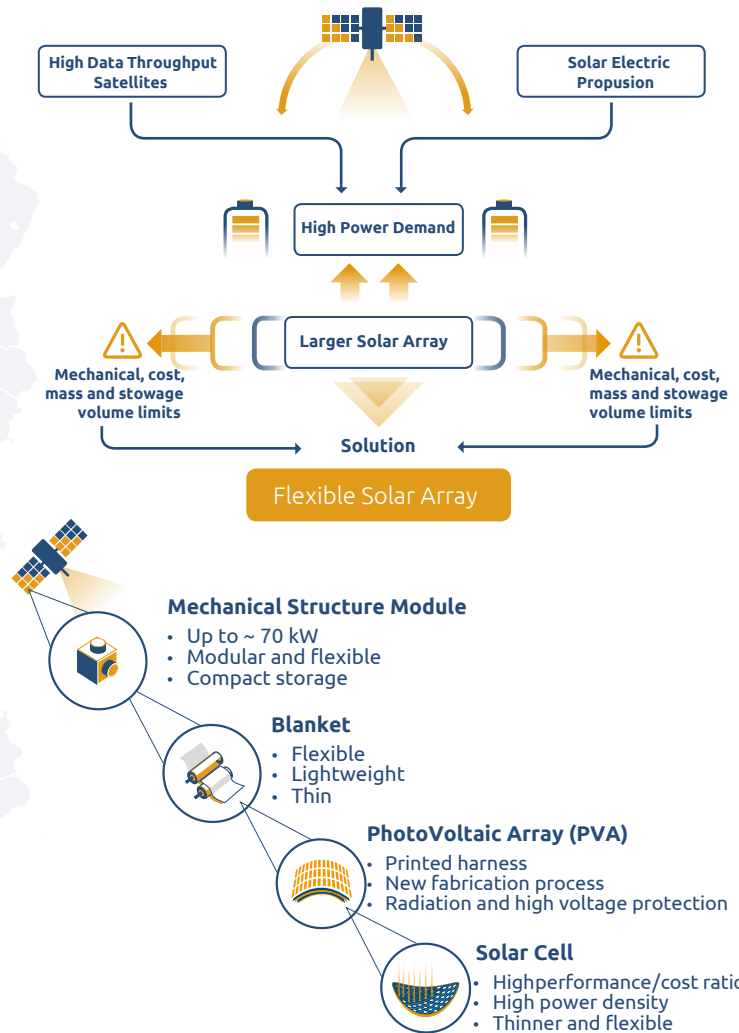 High Data Throughput
Satellites
Solar Electric
Propusion
High Power Demand
Larger Solar Array
Mechanical, cost,
mass and stowage
volume limits
Mechanical, cost,
mass and stowage
volume limits
Solution
Flexible Solar Array
Mechanical Structure Module
• Up to ~ 70 kW
• Modular and flexible
• Compact storage
Blanket
• Flexible
• Lightweight
• Thin
PhotoVoltaic Array (PVA)
• Printed harness
• New fabrication process
• Radiation and high voltage protection
Solar Cell
• Highperformance/cost ratio
• High power density
• Thinner and flexible